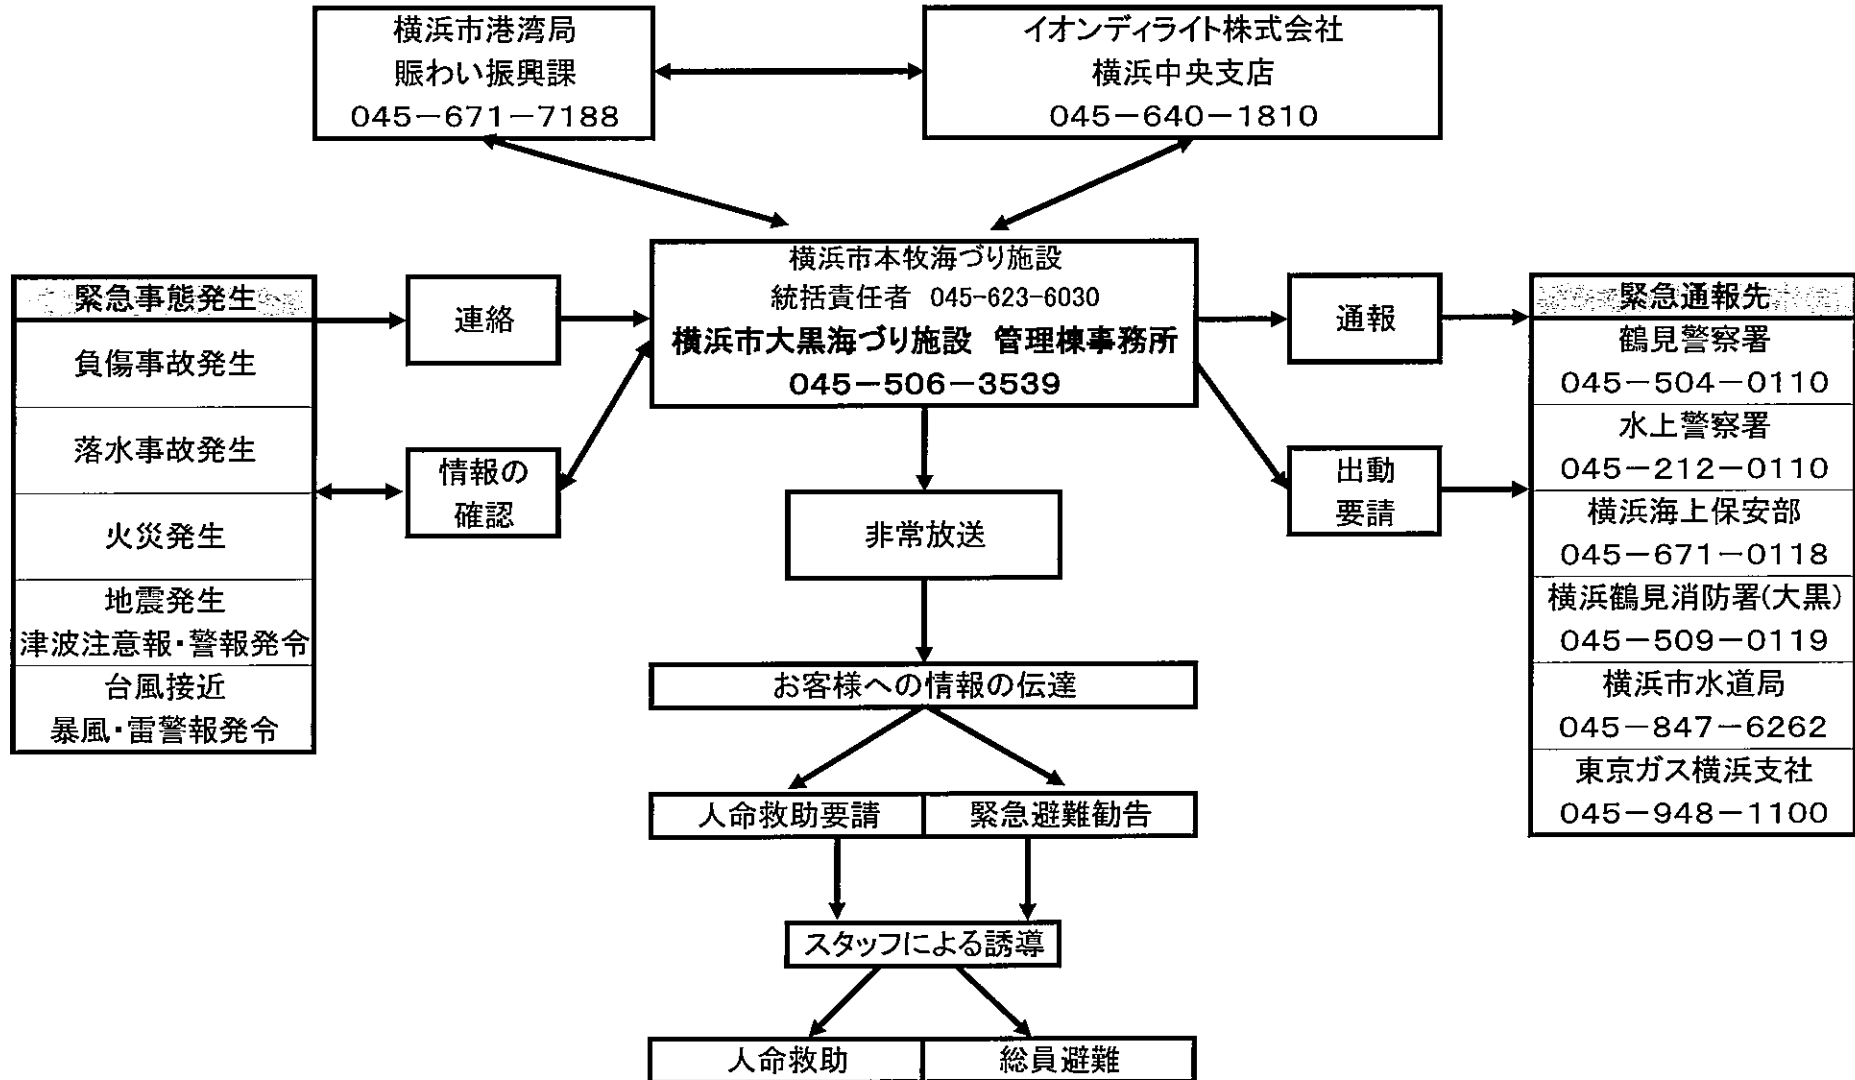 横浜市港湾局
賑わい振興課
045－671－7188
イオンディライト株式会社
横浜中央支店
045－640－1810
緊急事態発生
負傷事故発生
落水事故発生
火災発生
地震発生
津波注意報・警報発令
台風接近
暴風・雷警報発令
連絡
情報の
確認
横浜市本牧海づり施設
統括責任者 045-623-6030
横浜市大黒海づり施設 管理棟事務所
045－506－3539
通報
出動
要請
緊急通報先
鶴見警察署
045－504－0110
水上警察署
045－212－0110
横浜海上保安部
045－671－0118
横浜鶴見消防署(大黒)
045－509－0119
横浜市水道局
045－847－6262
東京ガス横浜支社
045－948－1100
非常放送
お客様への情報の伝達
人命救助要請
緊急避難勧告
スタッフによる誘導
人命救助
総員避難